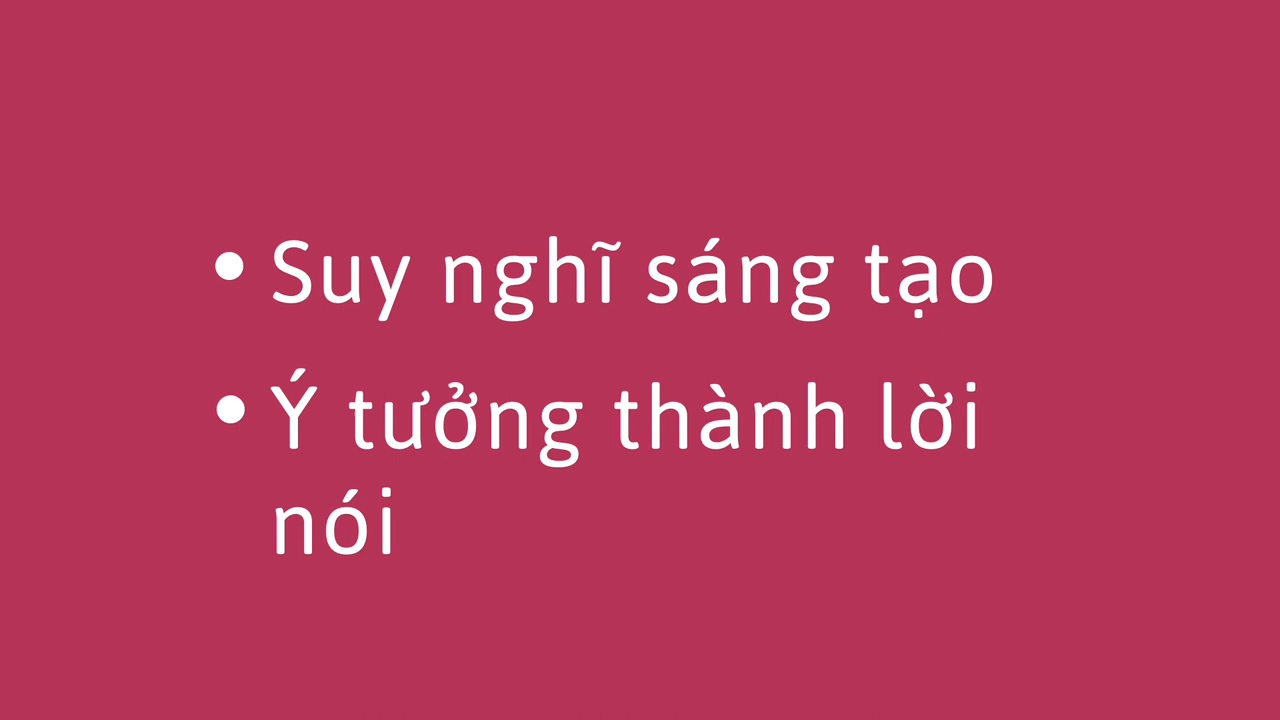 • Suy nghĩ sáng tạo
• Ý tưởng thành lời
nói